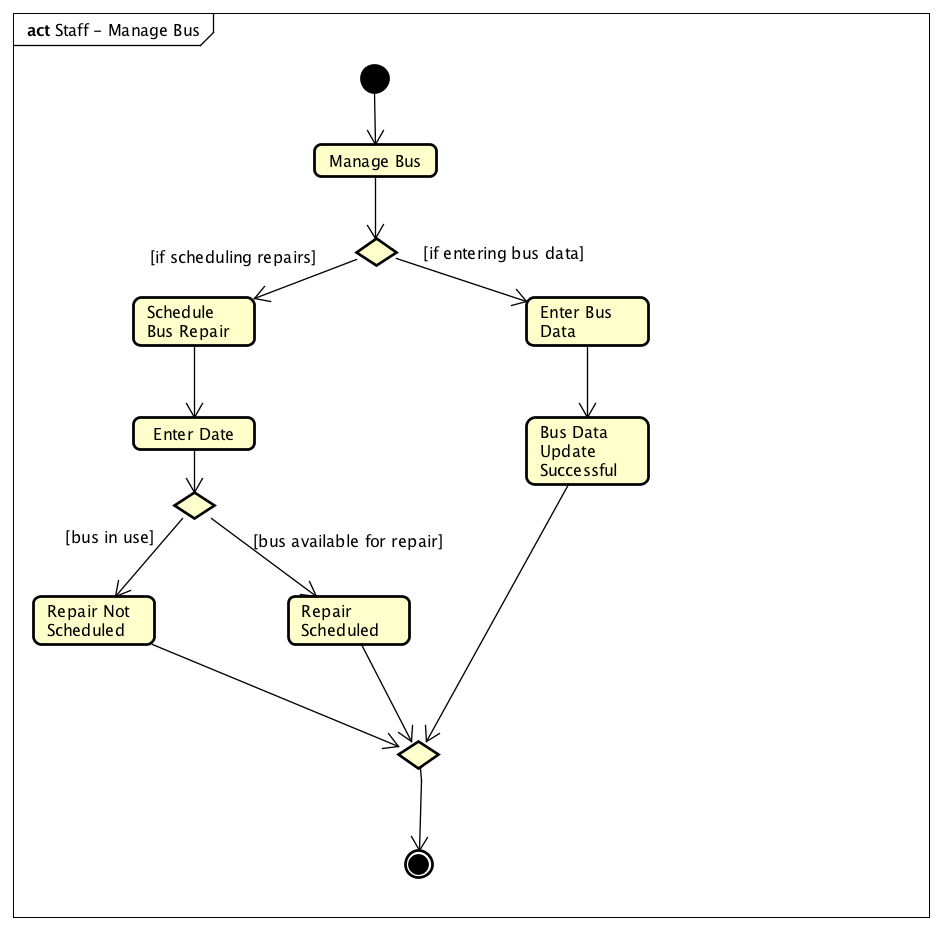 act Staff – Manage Bus
Manage Bus
[if scheduling repairs]
[if entering bus data]
Schedule
Bus Repair
Enter Bus
Data
Enter Date
Bus Data
Update
Successful
[bus in use]
[bus available for repair]
Repair Not
Scheduled
Repair
Scheduled